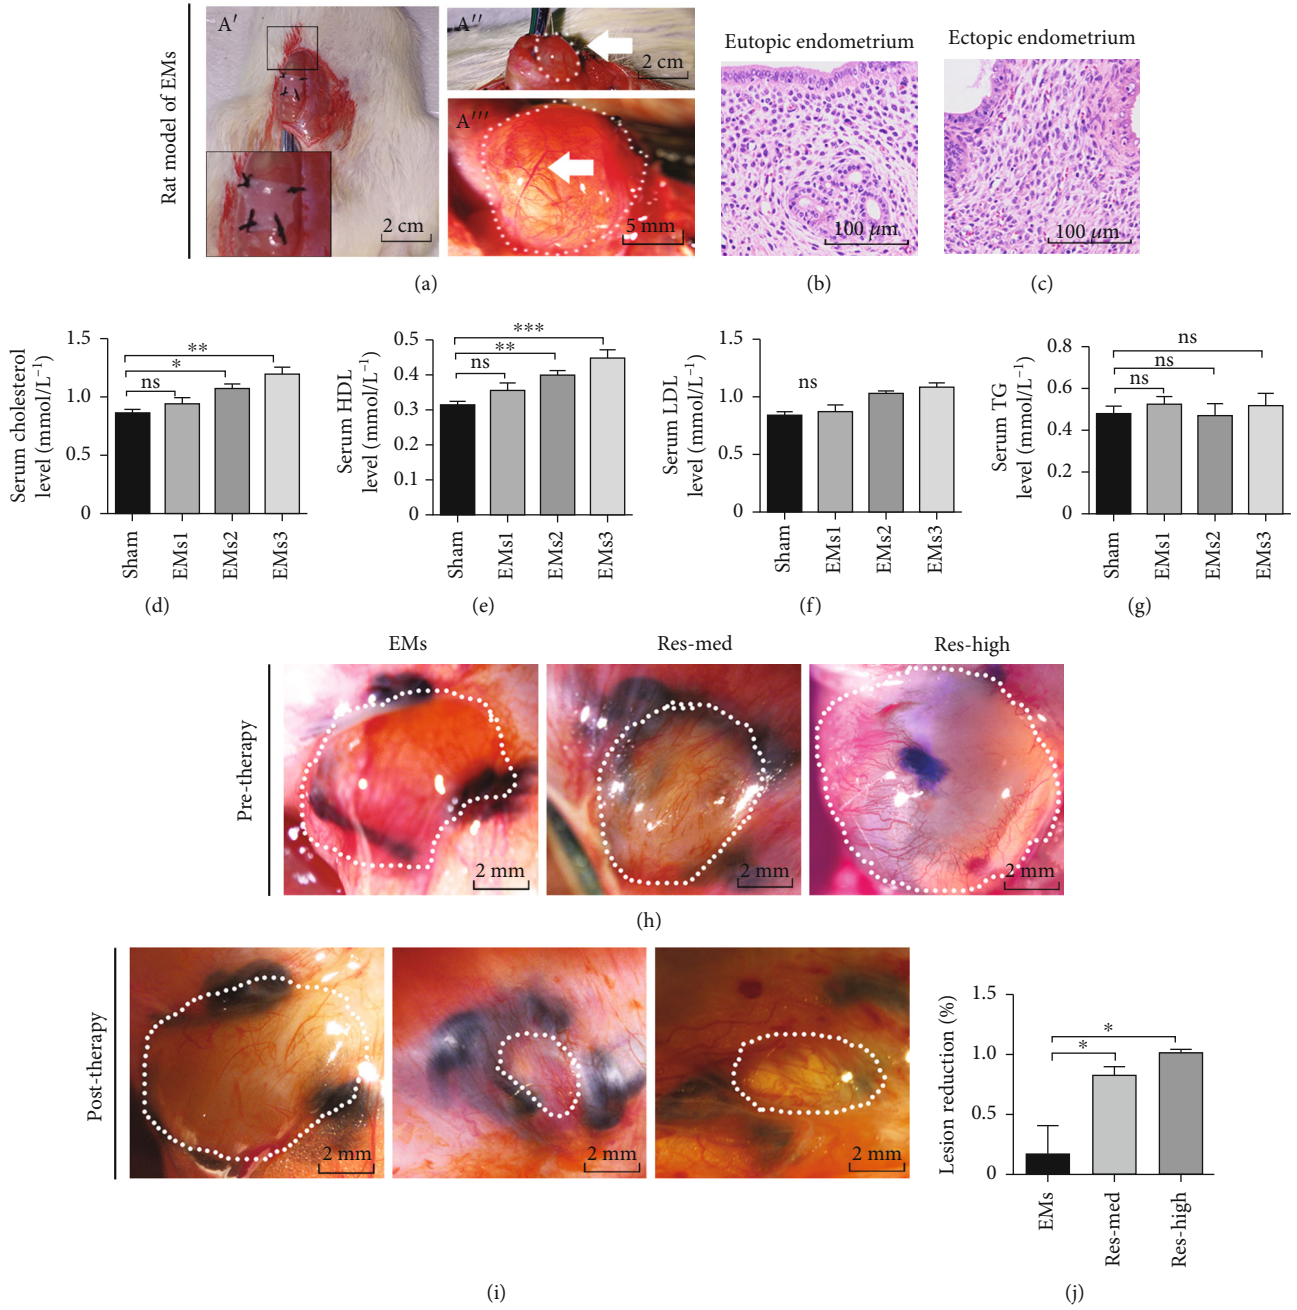 Rat model of EMs
A′
2 cm
A″
2 cm
A‴
5 mm
(a)
Eutopic endometrium
100 µm
(b)
Ectopic endometrium
100 µm
(c)
Serum cholesterol
level (mmol/L⁻¹)
1.5
1.0
0.5
0
**
*
ns
Sham
EMs1
EMs2
EMs3
(d)
Serum HDL
level (mmol/L⁻¹)
0.5
0.4
0.3
0.2
0.1
0
***
**
ns
Sham
EMs1
EMs2
EMs3
(e)
Serum LDL
level (mmol/L⁻¹)
1.5
1.0
0.5
0
ns
Sham
EMs1
EMs2
EMs3
(f)
Serum TG
level (mmol/L⁻¹)
0.8
0.6
0.4
0.2
0
ns
ns
ns
Sham
EMs1
EMs2
EMs3
(g)
EMs
Res-med
Res-high
Pre-therapy
2 mm
2 mm
2 mm
(h)
Post-therapy
2 mm
2 mm
2 mm
(i)
Lesion reduction (%)
1.5
1.0
0.5
0
*
*
EMs
Res-med
Res-high
(j)